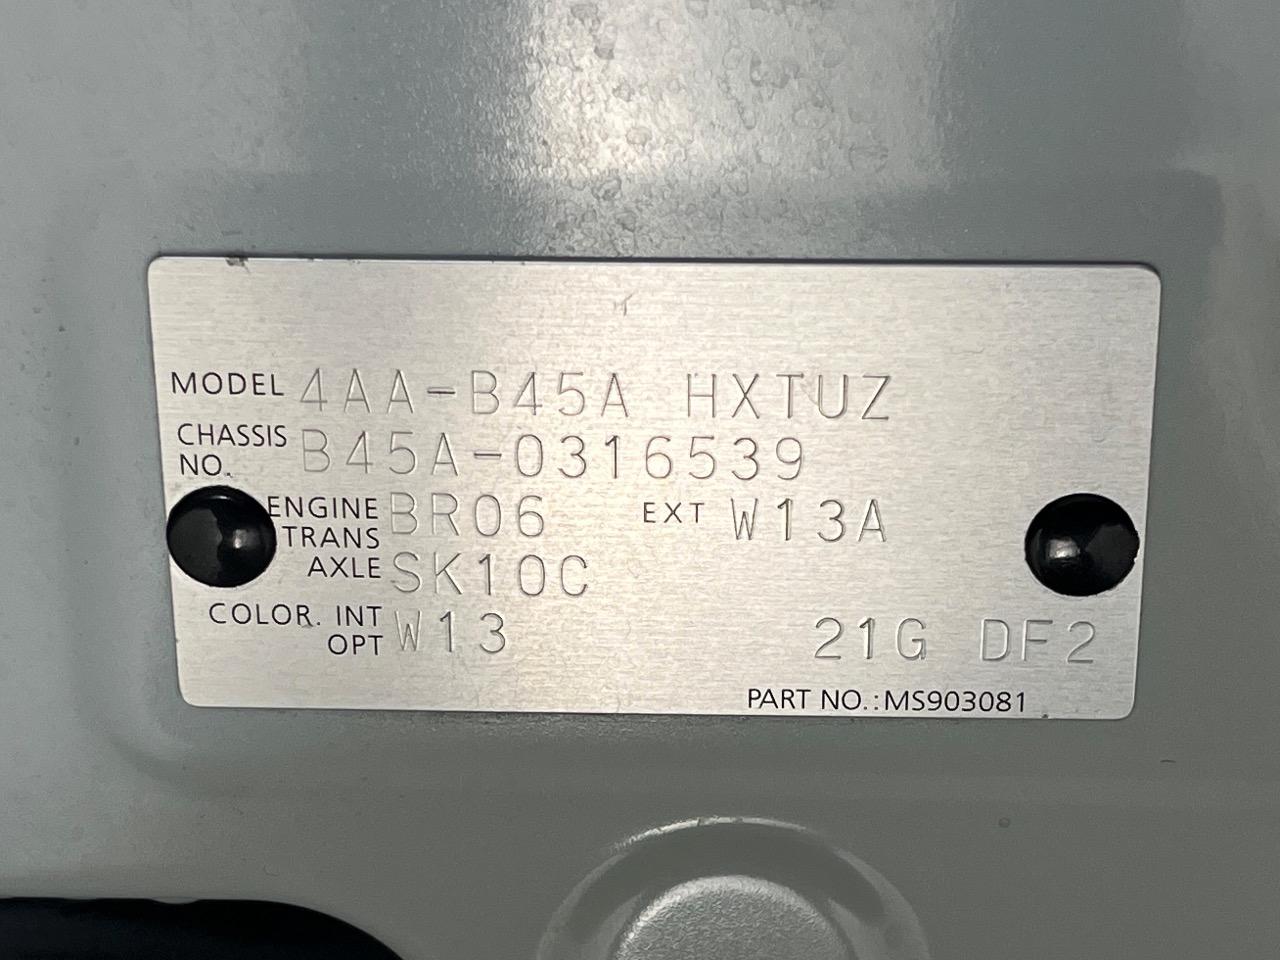 MODEL 4AA-B45A HXTUZ
CHASSIS NO. B45A-0316539
ENGINE BR06 EXT W13A
TRANS AXLE SK10C
COLOR. INT OPT W13 21G DF2
PART NO.:MS903081